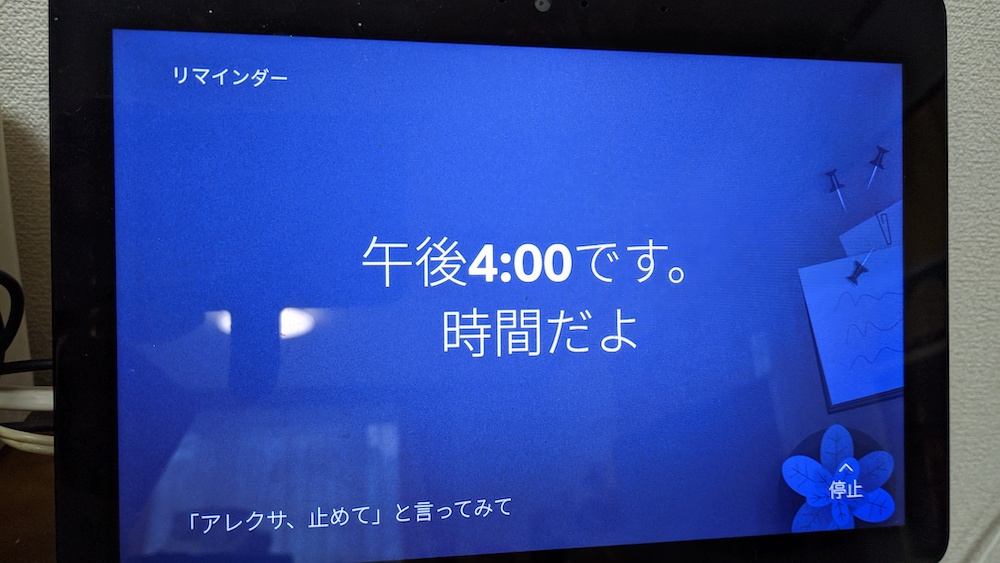 リマインダー
午後4:00です。
時間だよ
「アレクサ、止めて」と言ってみて
停止